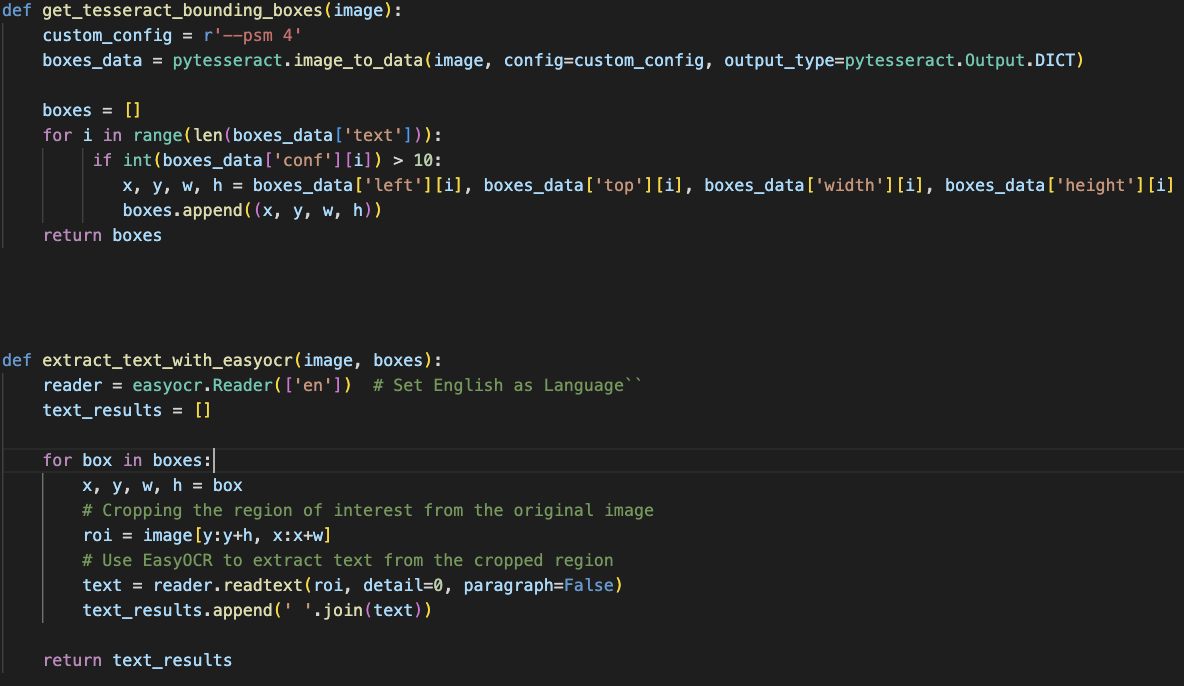 def get_tesseract_bounding_boxes(image):
    custom_config = r'--psm 4'
    boxes_data = pytesseract.image_to_data(image, config=custom_config, output_type=pytesseract.Output.DICT)

    boxes = []
    for i in range(len(boxes_data['text'])):
         if int(boxes_data['conf'][i]) > 10:
            x, y, w, h = boxes_data['left'][i], boxes_data['top'][i], boxes_data['width'][i], boxes_data['height'][i]
            boxes.append((x, y, w, h))
    return boxes

def extract_text_with_easyocr(image, boxes):
    reader = easyocr.Reader(['en'])  # Set English as Language``
    text_results = []

    for box in boxes:
        x, y, w, h = box
        # Cropping the region of interest from the original image
        roi = image[y:y+h, x:x+w]
        # Use EasyOCR to extract text from the cropped region
        text = reader.readtext(roi, detail=0, paragraph=False)
        text_results.append(' '.join(text))

    return text_results